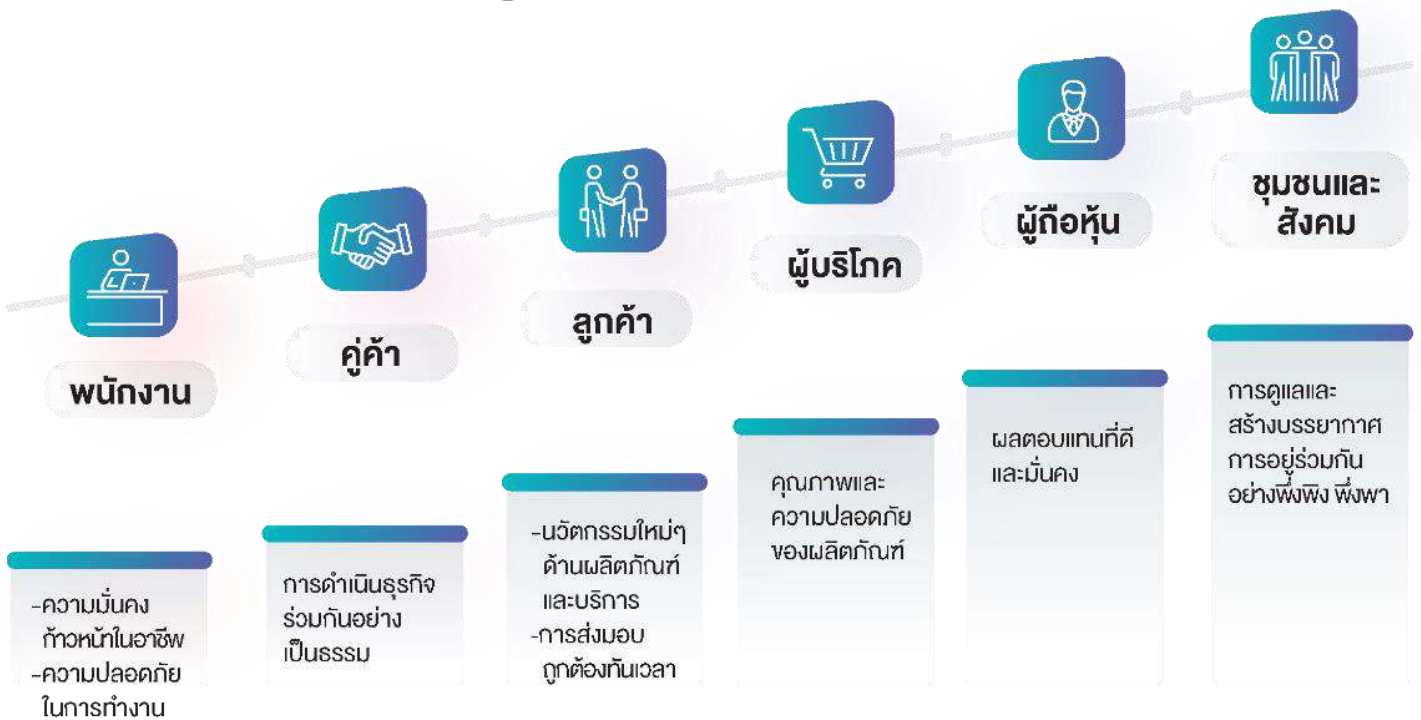 พนักงาน
-ความมั่นคง
ก้าวหน้าในอาชีพ
-ความปลอดภัย
ในการทำงาน
คู่ค้า
การดำเนินธุรกิจ
ร่วมกันอย่าง
เป็นธรรม
ลูกค้า
-นวัตกรรมใหม่ๆ
ด้านผลิตภัณฑ์
และบริการ
-การส่งมอบ
ถูกต้องทันเวลา
ผู้บริโภค
คุณภาพและ
ความปลอดภัย
ของผลิตภัณฑ์
ผู้ถือหุ้น
ผลตอบแทนที่ดี
และมั่นคง
ชุมชนและ
สังคม
การดูแลและ
สร้างบรรยากาศ
การอยู่ร่วมกัน
อย่างพึ่งพิง พึ่งพา